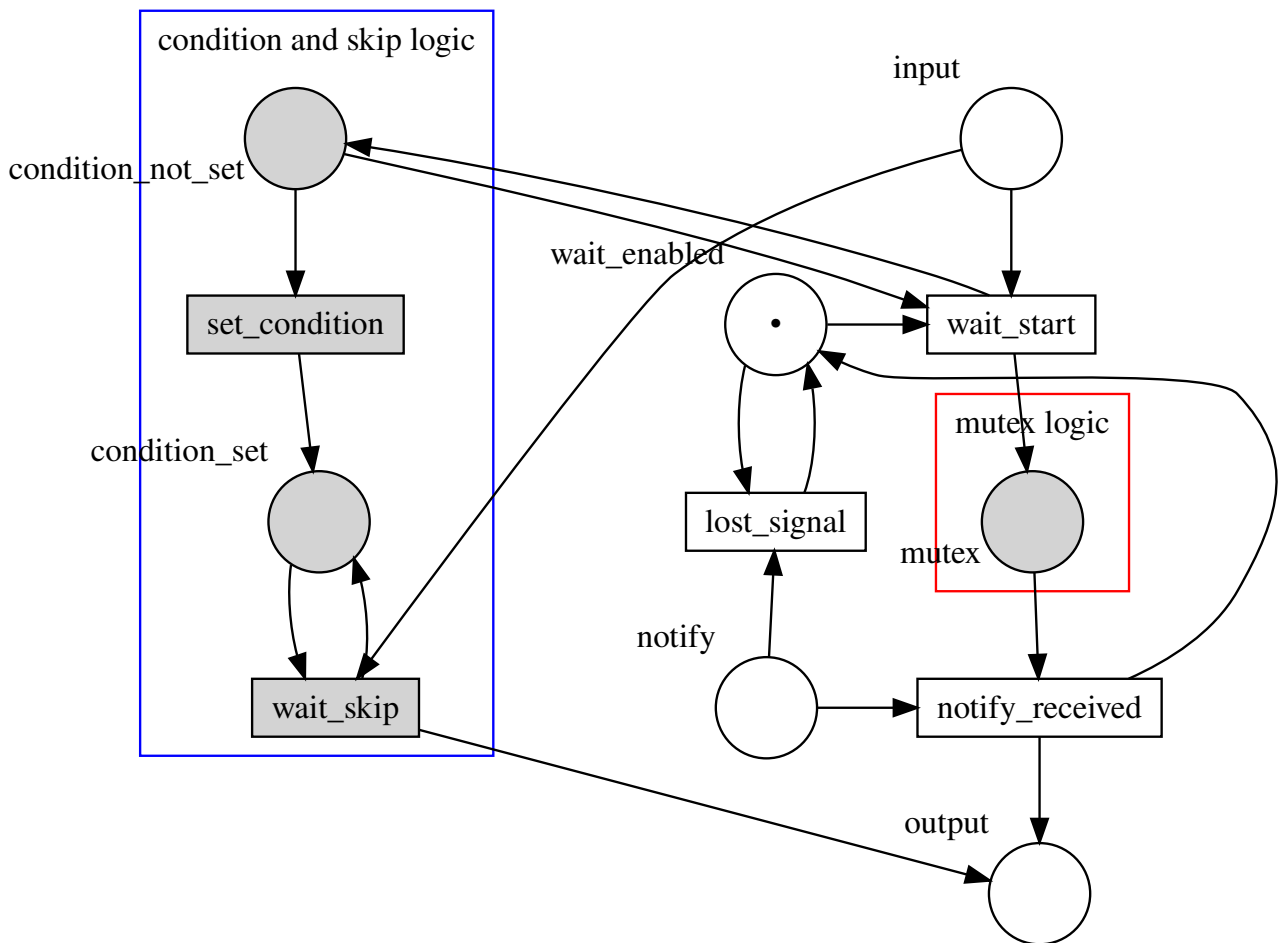 condition and skip logic
input
condition_not_set
wait_enabled
set_condition
wait_start
mutex logic
condition_set
lost_signal
mutex
notify
wait_skip
notify_received
output